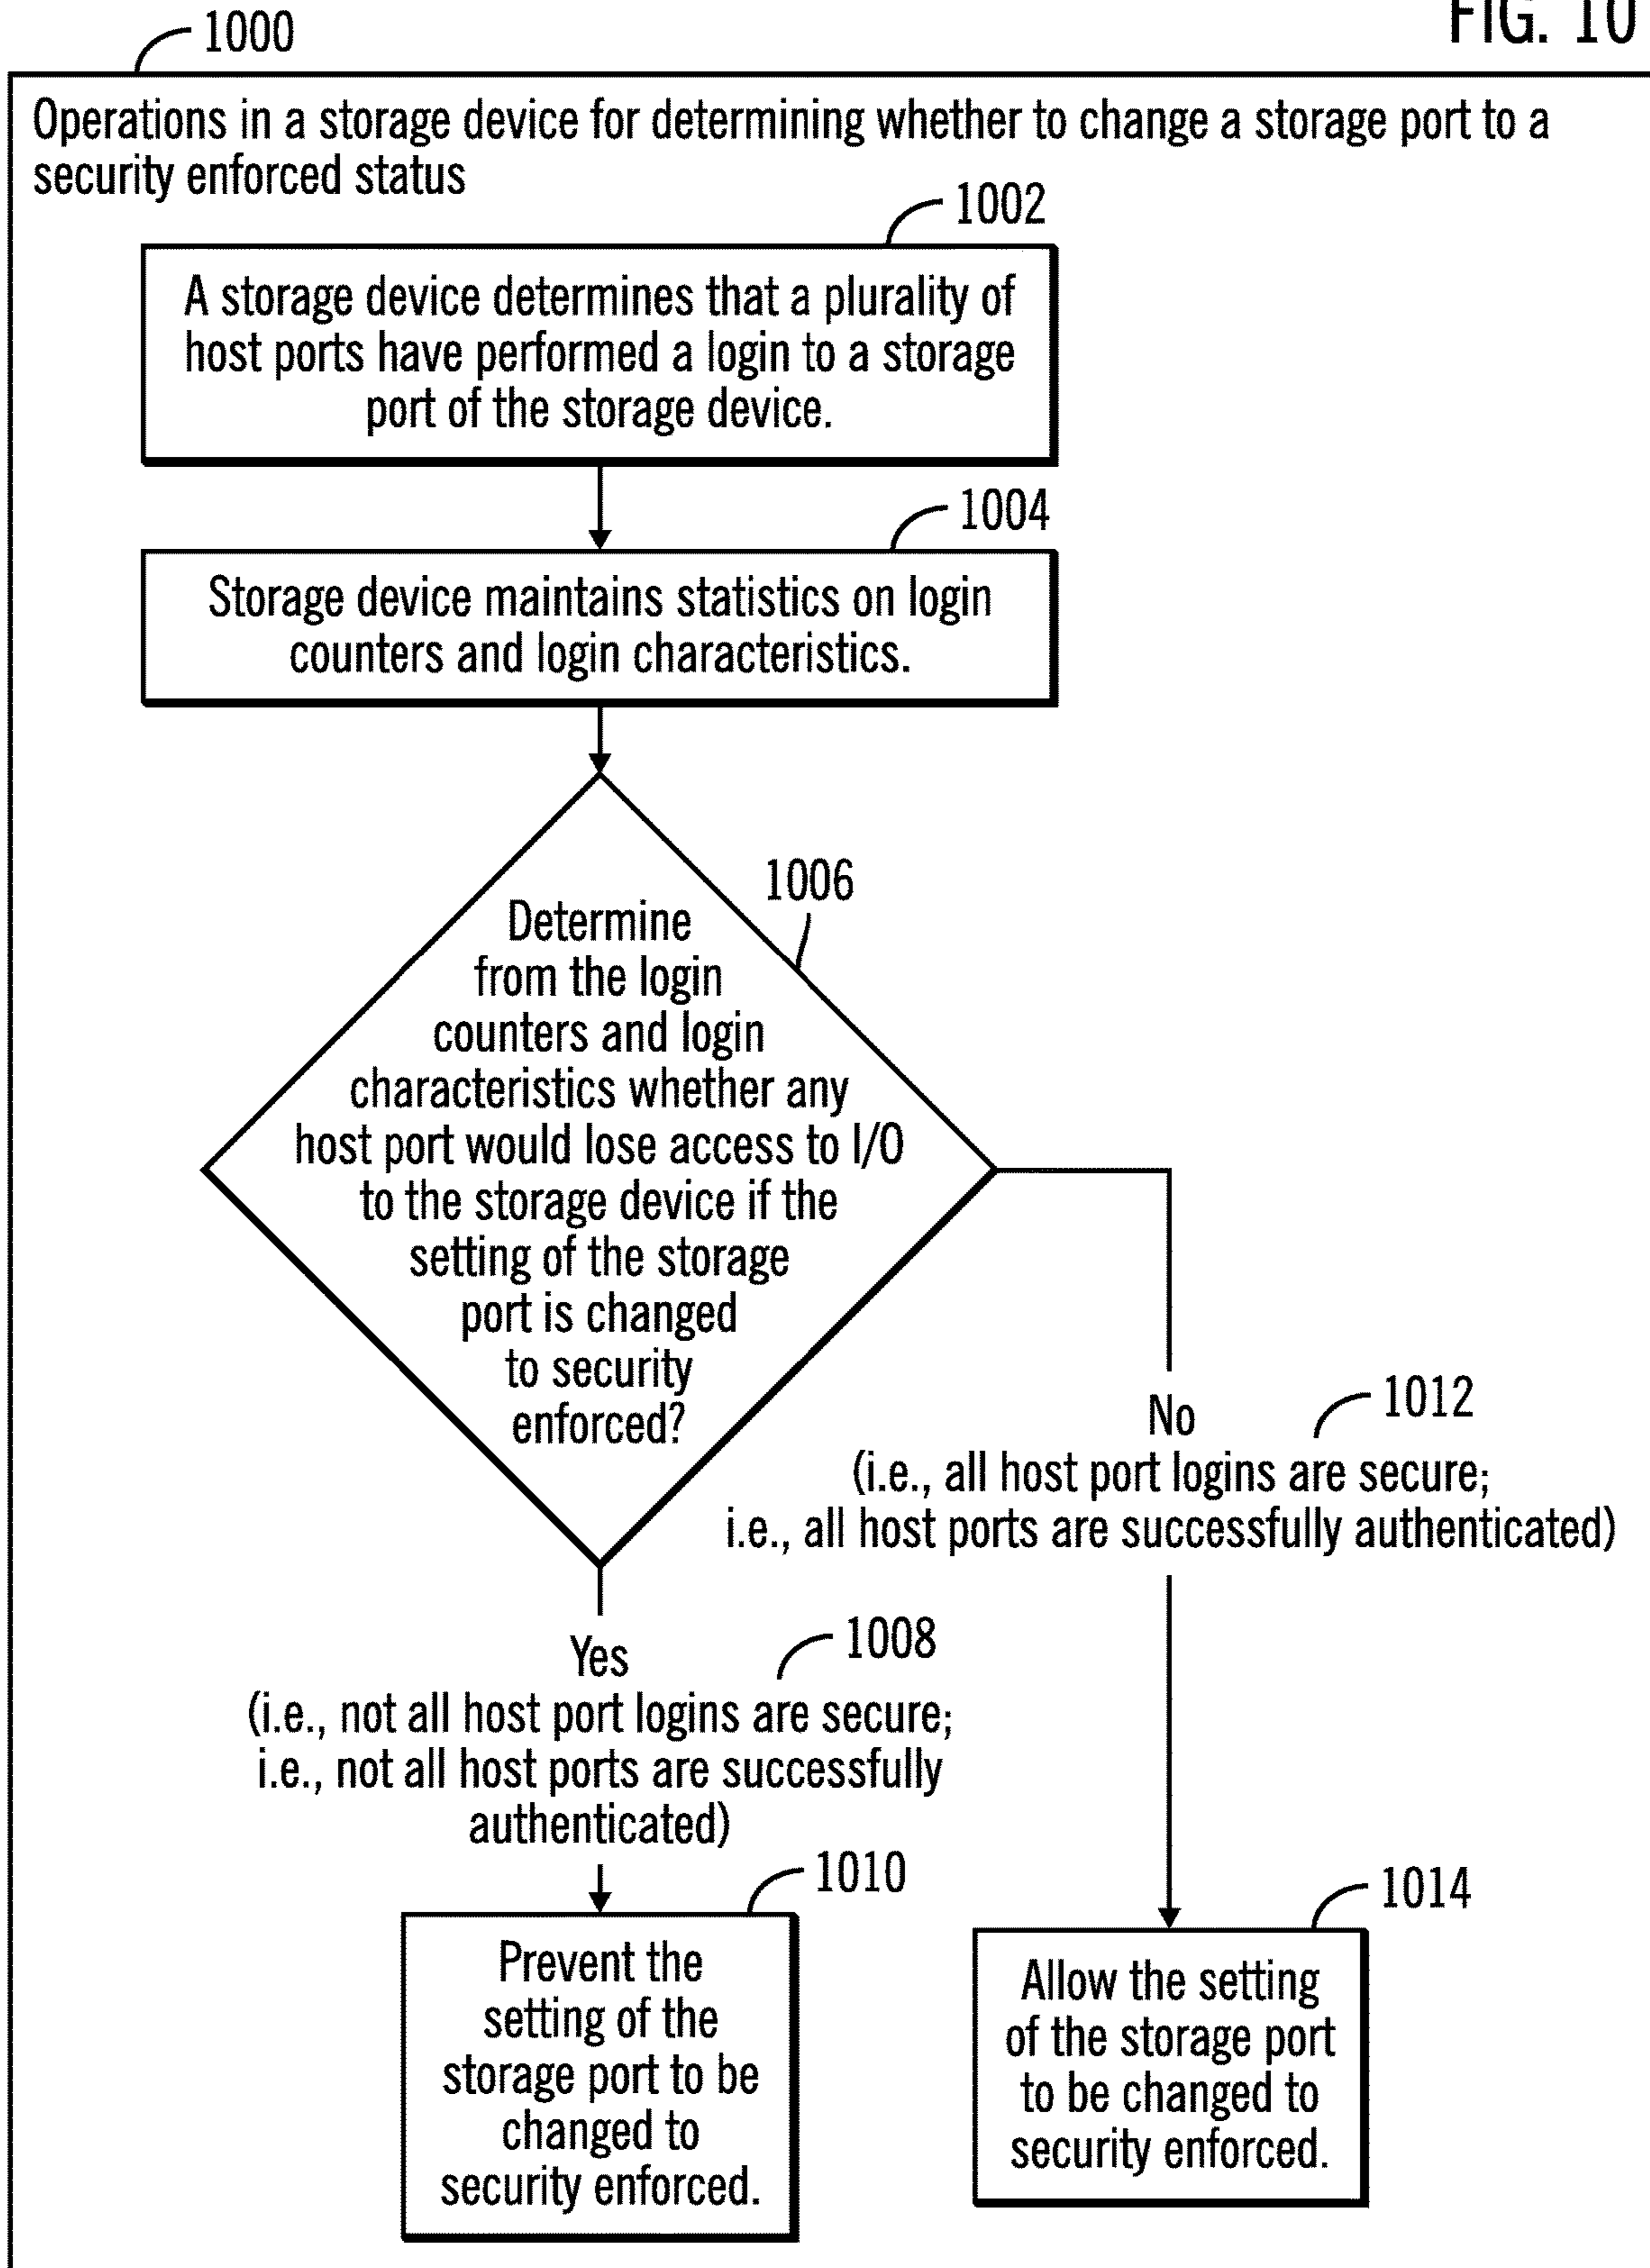 FIG. 10
1000
Operations in a storage device for determining whether to change a storage port to a
security enforced status
1002
A storage device determines that a plurality of
host ports have performed a login to a storage
port of the storage device.
1004
Storage device maintains statistics on login
counters and login characteristics.
1006
Determine
from the login
counters and login
characteristics whether any
host port would lose access to I/O
to the storage device if the
setting of the storage
port is changed
to security
enforced?
1012
No
(i.e., all host port logins are secure;
i.e., all host ports are successfully authenticated)
1008
Yes
(i.e., not all host port logins are secure;
i.e., not all host ports are successfully
authenticated)
1010
Prevent the
setting of the
storage port to be
changed to
security enforced.
1014
Allow the setting
of the storage port
to be changed to
security enforced.